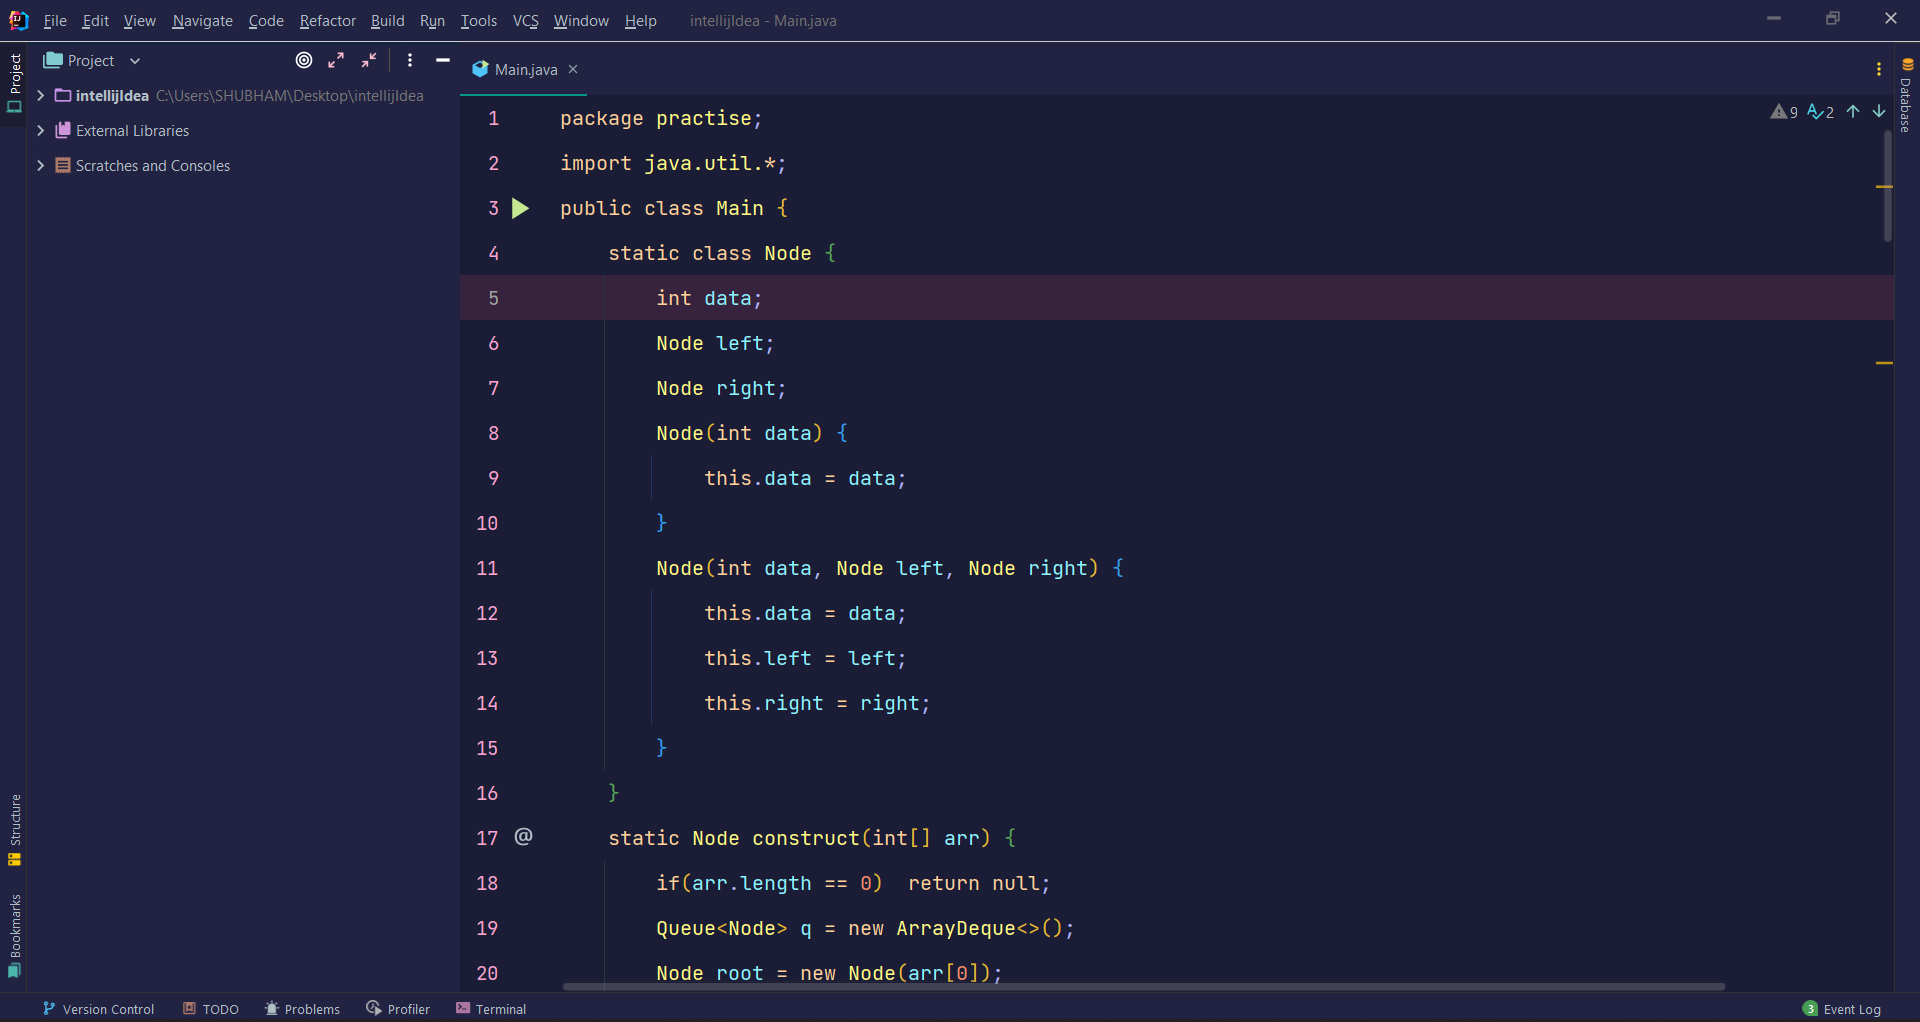 File Edit View Navigate Code Refactor Build Run Tools VCS Window Help intellijIdea - Main.java
Project
Project
intellijIdea C:\Users\SHUBHAM\Desktop\intellijIdea
External Libraries
Scratches and Consoles
Structure
Bookmarks
Main.java
9 2
Database
1 package practise;
2 import java.util.*;
3 public class Main {
4 static class Node {
5 int data;
6 Node left;
7 Node right;
8 Node(int data) {
9 this.data = data;
10 }
11 Node(int data, Node left, Node right) {
12 this.data = data;
13 this.left = left;
14 this.right = right;
15 }
16 }
17 @ static Node construct(int[] arr) {
18 if(arr.length == 0)  return null;
19 Queue<Node> q = new ArrayDeque<>();
20 Node root = new Node(arr[0]);
Version Control TODO Problems Profiler Terminal 3 Event Log